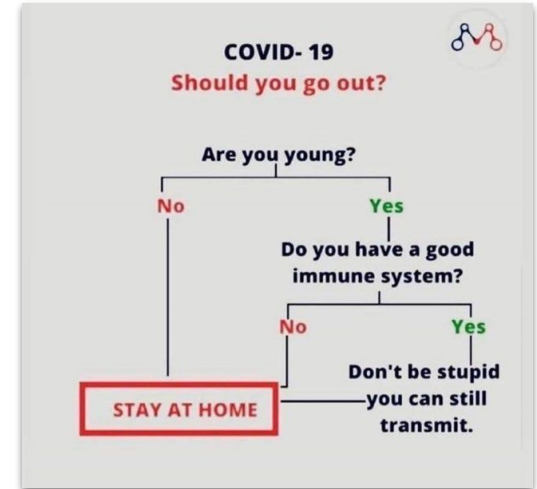 COVID- 19
Should you go out?
Are you young?
No
Yes
Do you have a good
immune system?
No
Yes
Don't be stupid
you can still
transmit.
STAY AT HOME